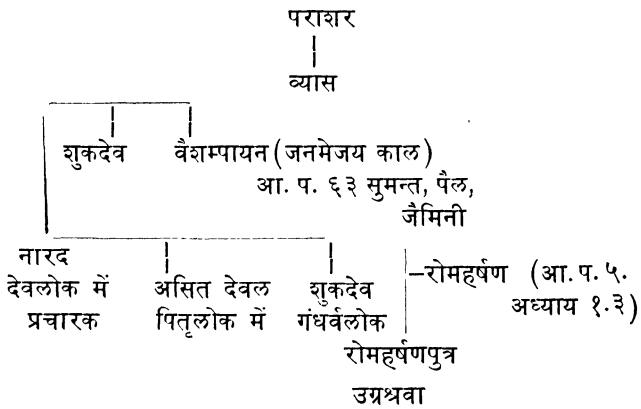 पराशर
व्यास
शुकदेव वैशम्पायन (जनमेजय काल)
आ. प. ६३ सुमन्त, पैल,
जैमिनी
नारद
देवलोक में
प्रचारक
असित देवल
पितृलोक में
शुकदेव
गंधर्वलोक
रोमहर्षण (आ. प. ५.
अध्याय १.३)
रोमहर्षणपुत्र
उग्रश्रवा